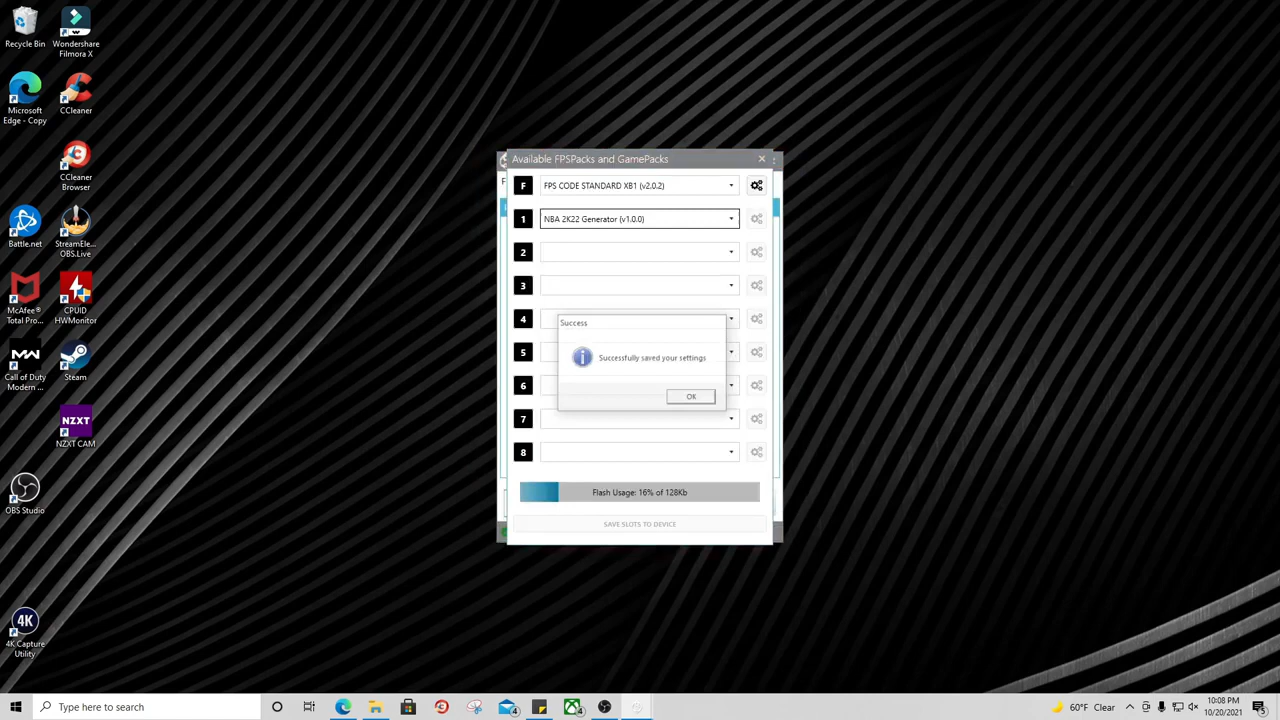 Recycle Bin
Wondershare
Filmora X
Microsoft
Edge - Copy
CCleaner
CCleaner
Browser
Battle.net
StreamEle...
OBS.Live
McAfee®
Total Pro...
CPUID
HWMonitor
Call of Duty
Modern ...
Steam
NZXT
NZXT CAM
OBS Studio
4K
4K Capture
Utility
Available FPSPacks and GamePacks
F FPS CODE STANDARD XB1 (v2.0.2)
1 NBA 2K22 Generator (v1.0.0)
2
3
4
5
6
7
8
Success
Successfully saved your settings
OK
Flash Usage: 16% of 128Kb
SAVE SLOTS TO DEVICE
Type here to search
4
4
60°F Clear
10:08 PM
10/20/2021
5